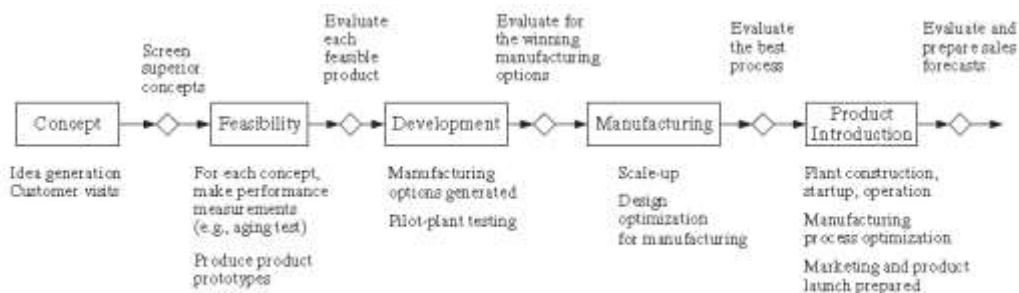 Screen
superior
concepts
Evaluate
each
feasible
product
Evaluate for
the winning
manufacturing
options
Evaluate
the best
process
Evaluate and
prepare sales
forecasts
Concept
Feasibility
Development
Manufacturing
Product
Introduction
Idea generation
Customer visits
For each concept,
make performance
measurements
(e.g., aging test)
Produce product
prototypes
Manufacturing
options generated
Pilot-plant testing
Scale-up
Design
optimization
for manufacturing
Plant construction,
startup, operation
Manufacturing
process optimization
Marketing and product
launch prepared